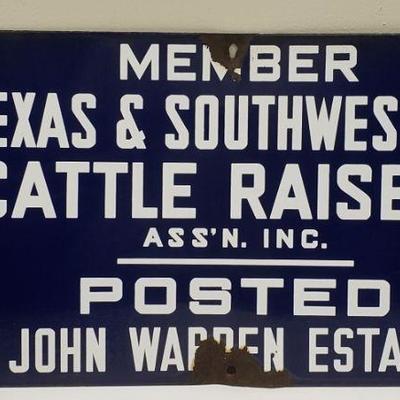 MEMBER
EXAS & SOUTHWES
CATTLE RAISE
ASS'N. INC.
POSTED
JOHN WARREN ESTA